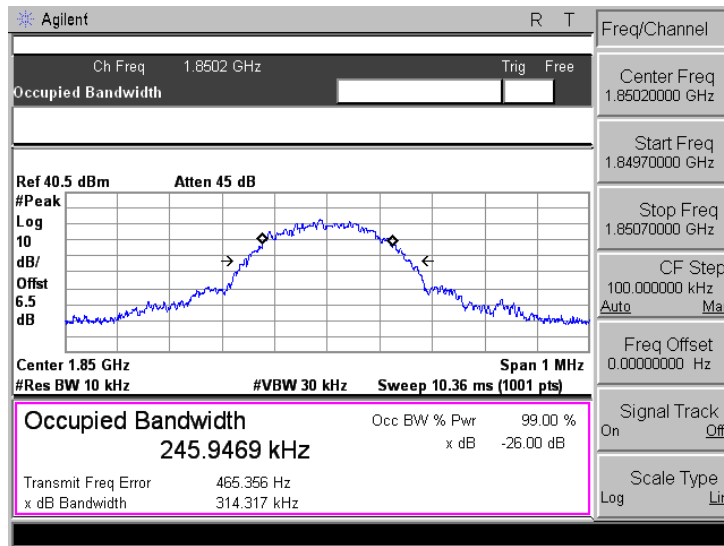 Agilent R T
Freq/Channel
Ch Freq 1.8502 GHz Trig Free
Occupied Bandwidth
Center Freq
1.85020000 GHz
Start Freq
1.84970000 GHz
Stop Freq
1.85070000 GHz
CF Step
100.000000 kHz
Auto Ma
Freq Offset
0.00000000 Hz
Signal Track
On Off
Scale Type
Log Lin
Ref 40.5 dBm Atten 45 dB
#Peak
Log
10
dB/
Offst
6.5
dB
Center 1.85 GHz Span 1 MHz
#Res BW 10 kHz #VBW 30 kHz Sweep 10.36 ms (1001 pts)
Occupied Bandwidth
245.9469 kHz
Occ BW % Pwr 99.00 %
x dB -26.00 dB
Transmit Freq Error 465.356 Hz
x dB Bandwidth 314.317 kHz